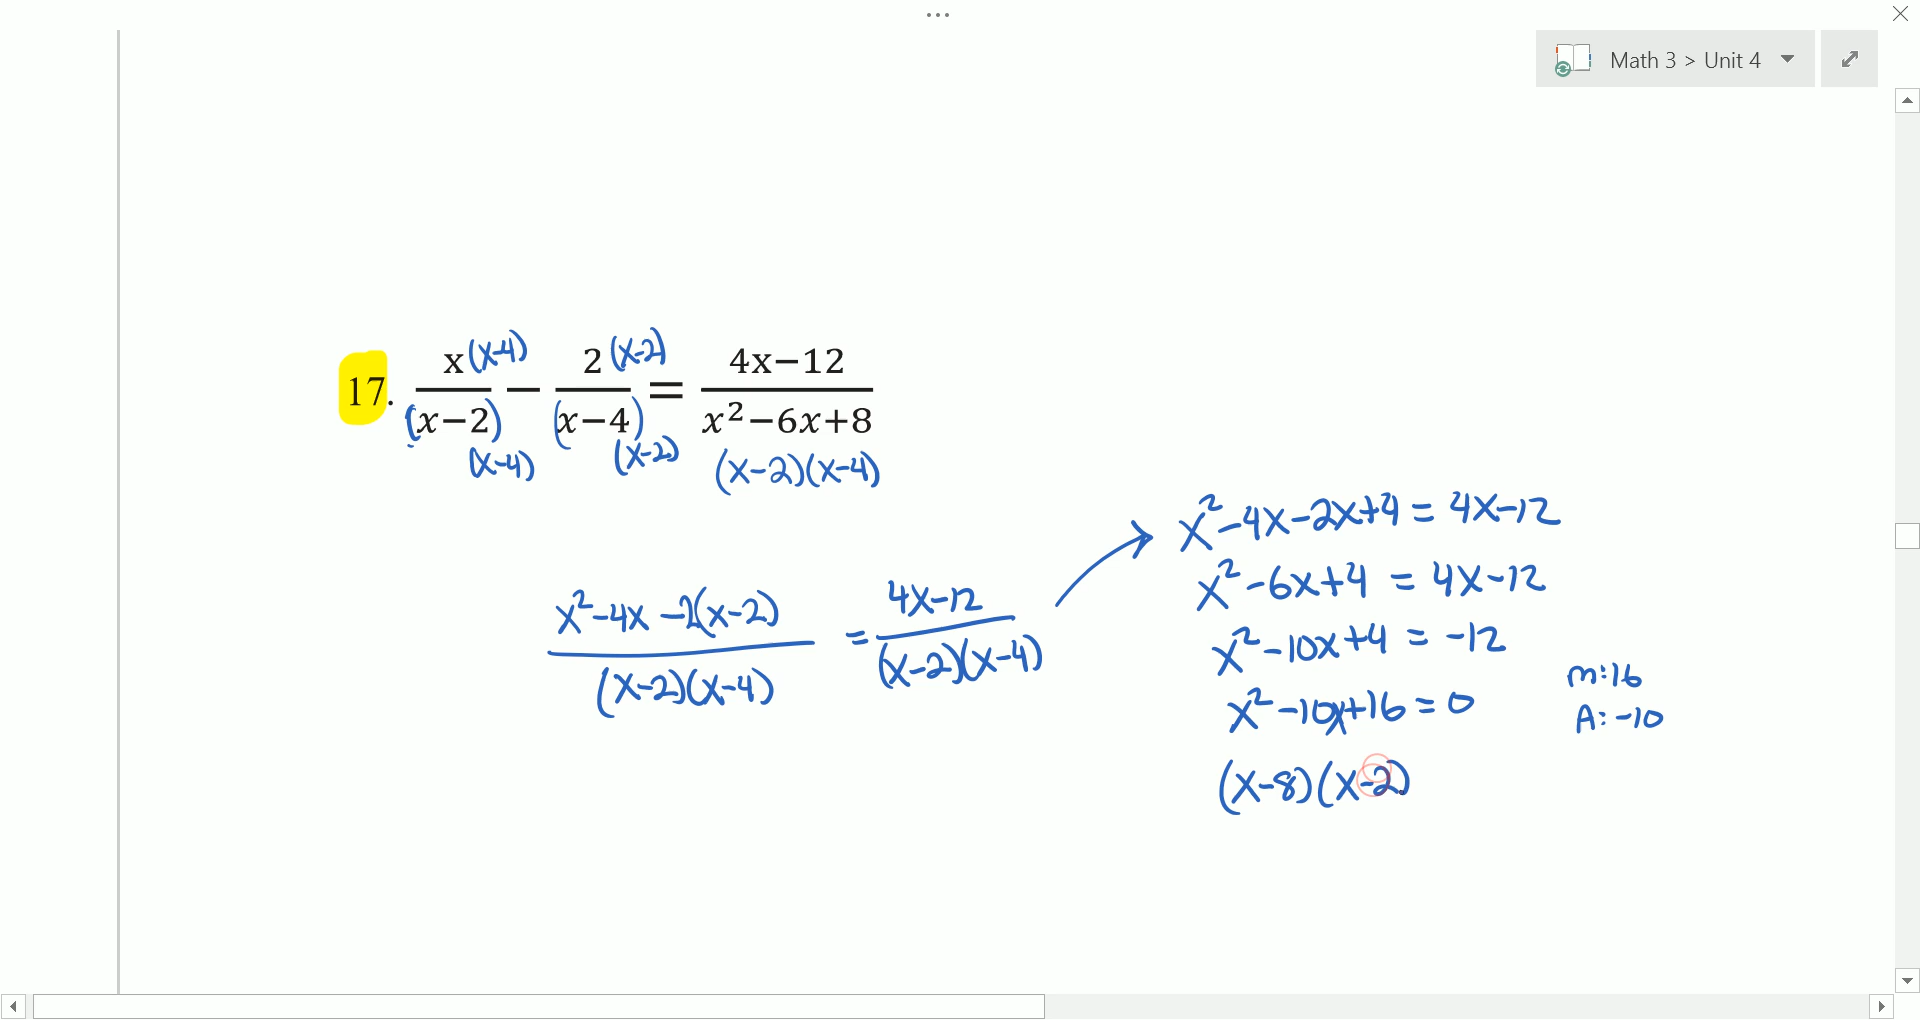 Math 3 > Unit 4
17. x(x-4)/(x-2)(x-4) - 2(x-2)/(x-4)(x-2) = 4x-12/x²-6x+8
(x-2)(x-4)
x²-4x-2(x-2)/(x-2)(x-4) = 4x-12/(x-2)(x-4)
x²-4x-2x+4 = 4x-12
x²-6x+4 = 4x-12
x²-10x+4 = -12
x²-10x+16 = 0
(x-8)(x-2)
m:16
A:-10